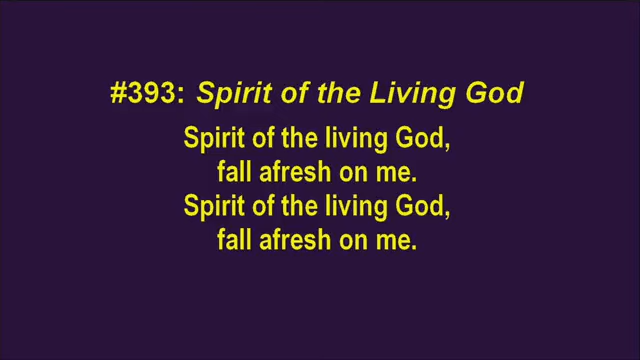 #393: Spirit of the Living God
Spirit of the living God,
fall afresh on me.
Spirit of the living God,
fall afresh on me.